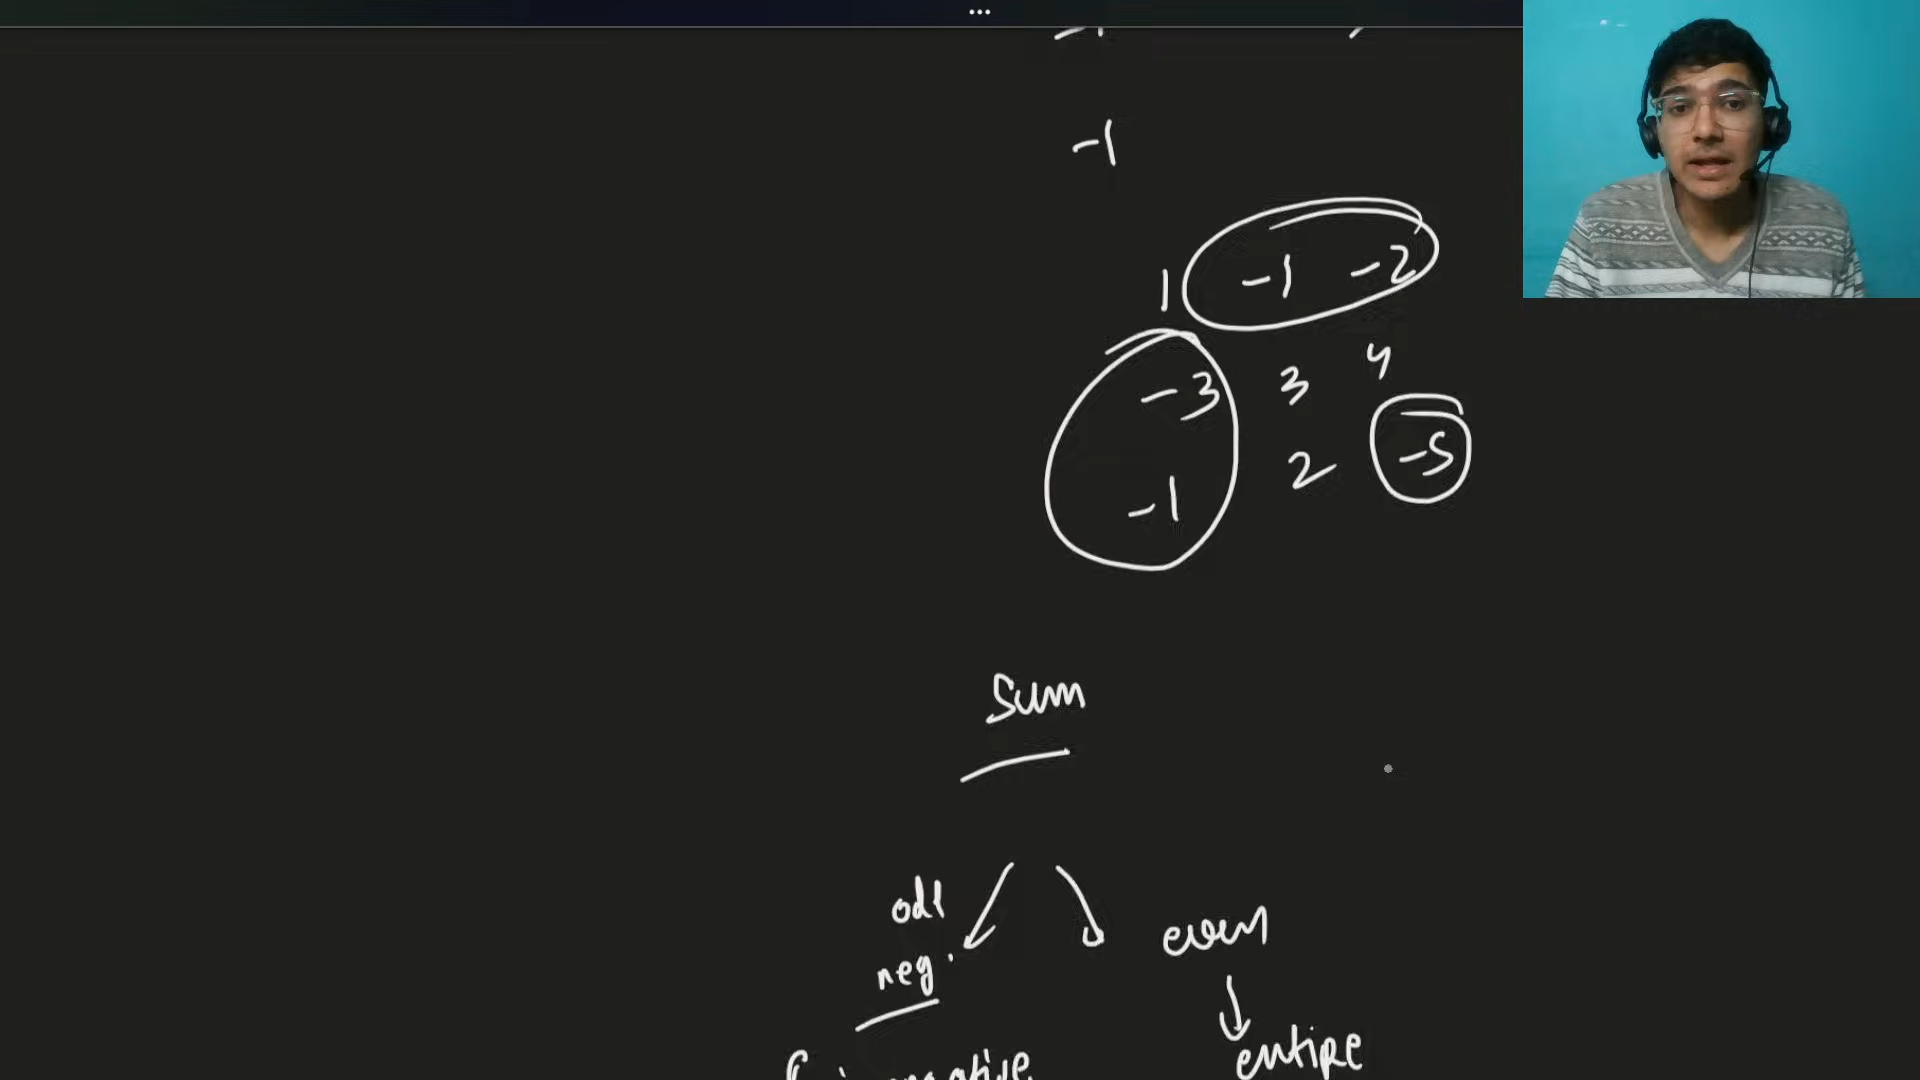 -1
1 -1 -2
-3 3 4
-1 2 -5
Sum
odd
even
neg.
entire